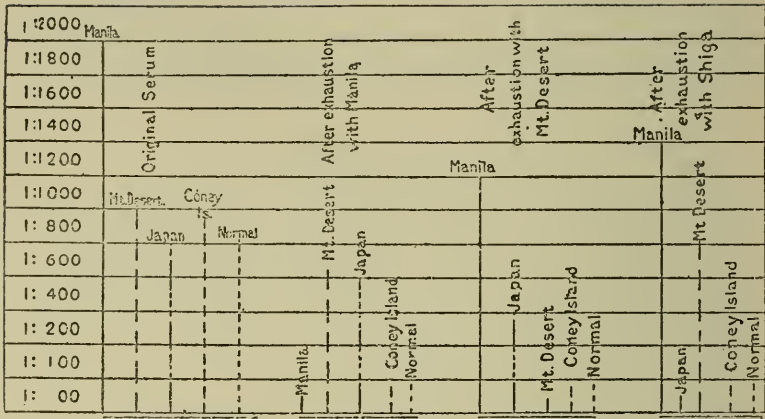 1:2000 Manila
1:1800
1:1600
1:1400
1:1200
1:1000
1: 800
1: 600
1: 400
1: 200
1: 100
1: 00
Original Serum
Mt.Desert.
Japan
Coney
Is.
Normal
After exhaustion
with Manila
Manila
Mt.Desert
Japan
Coney Island
Normal
After
exhaustion with
Mt.Desert
Manila
Japan
Mt.Desert
Coney Island
Normal
After
exhaustion
with Shiga
Manila
Japan
Mt Desert
Coney Island
Normal